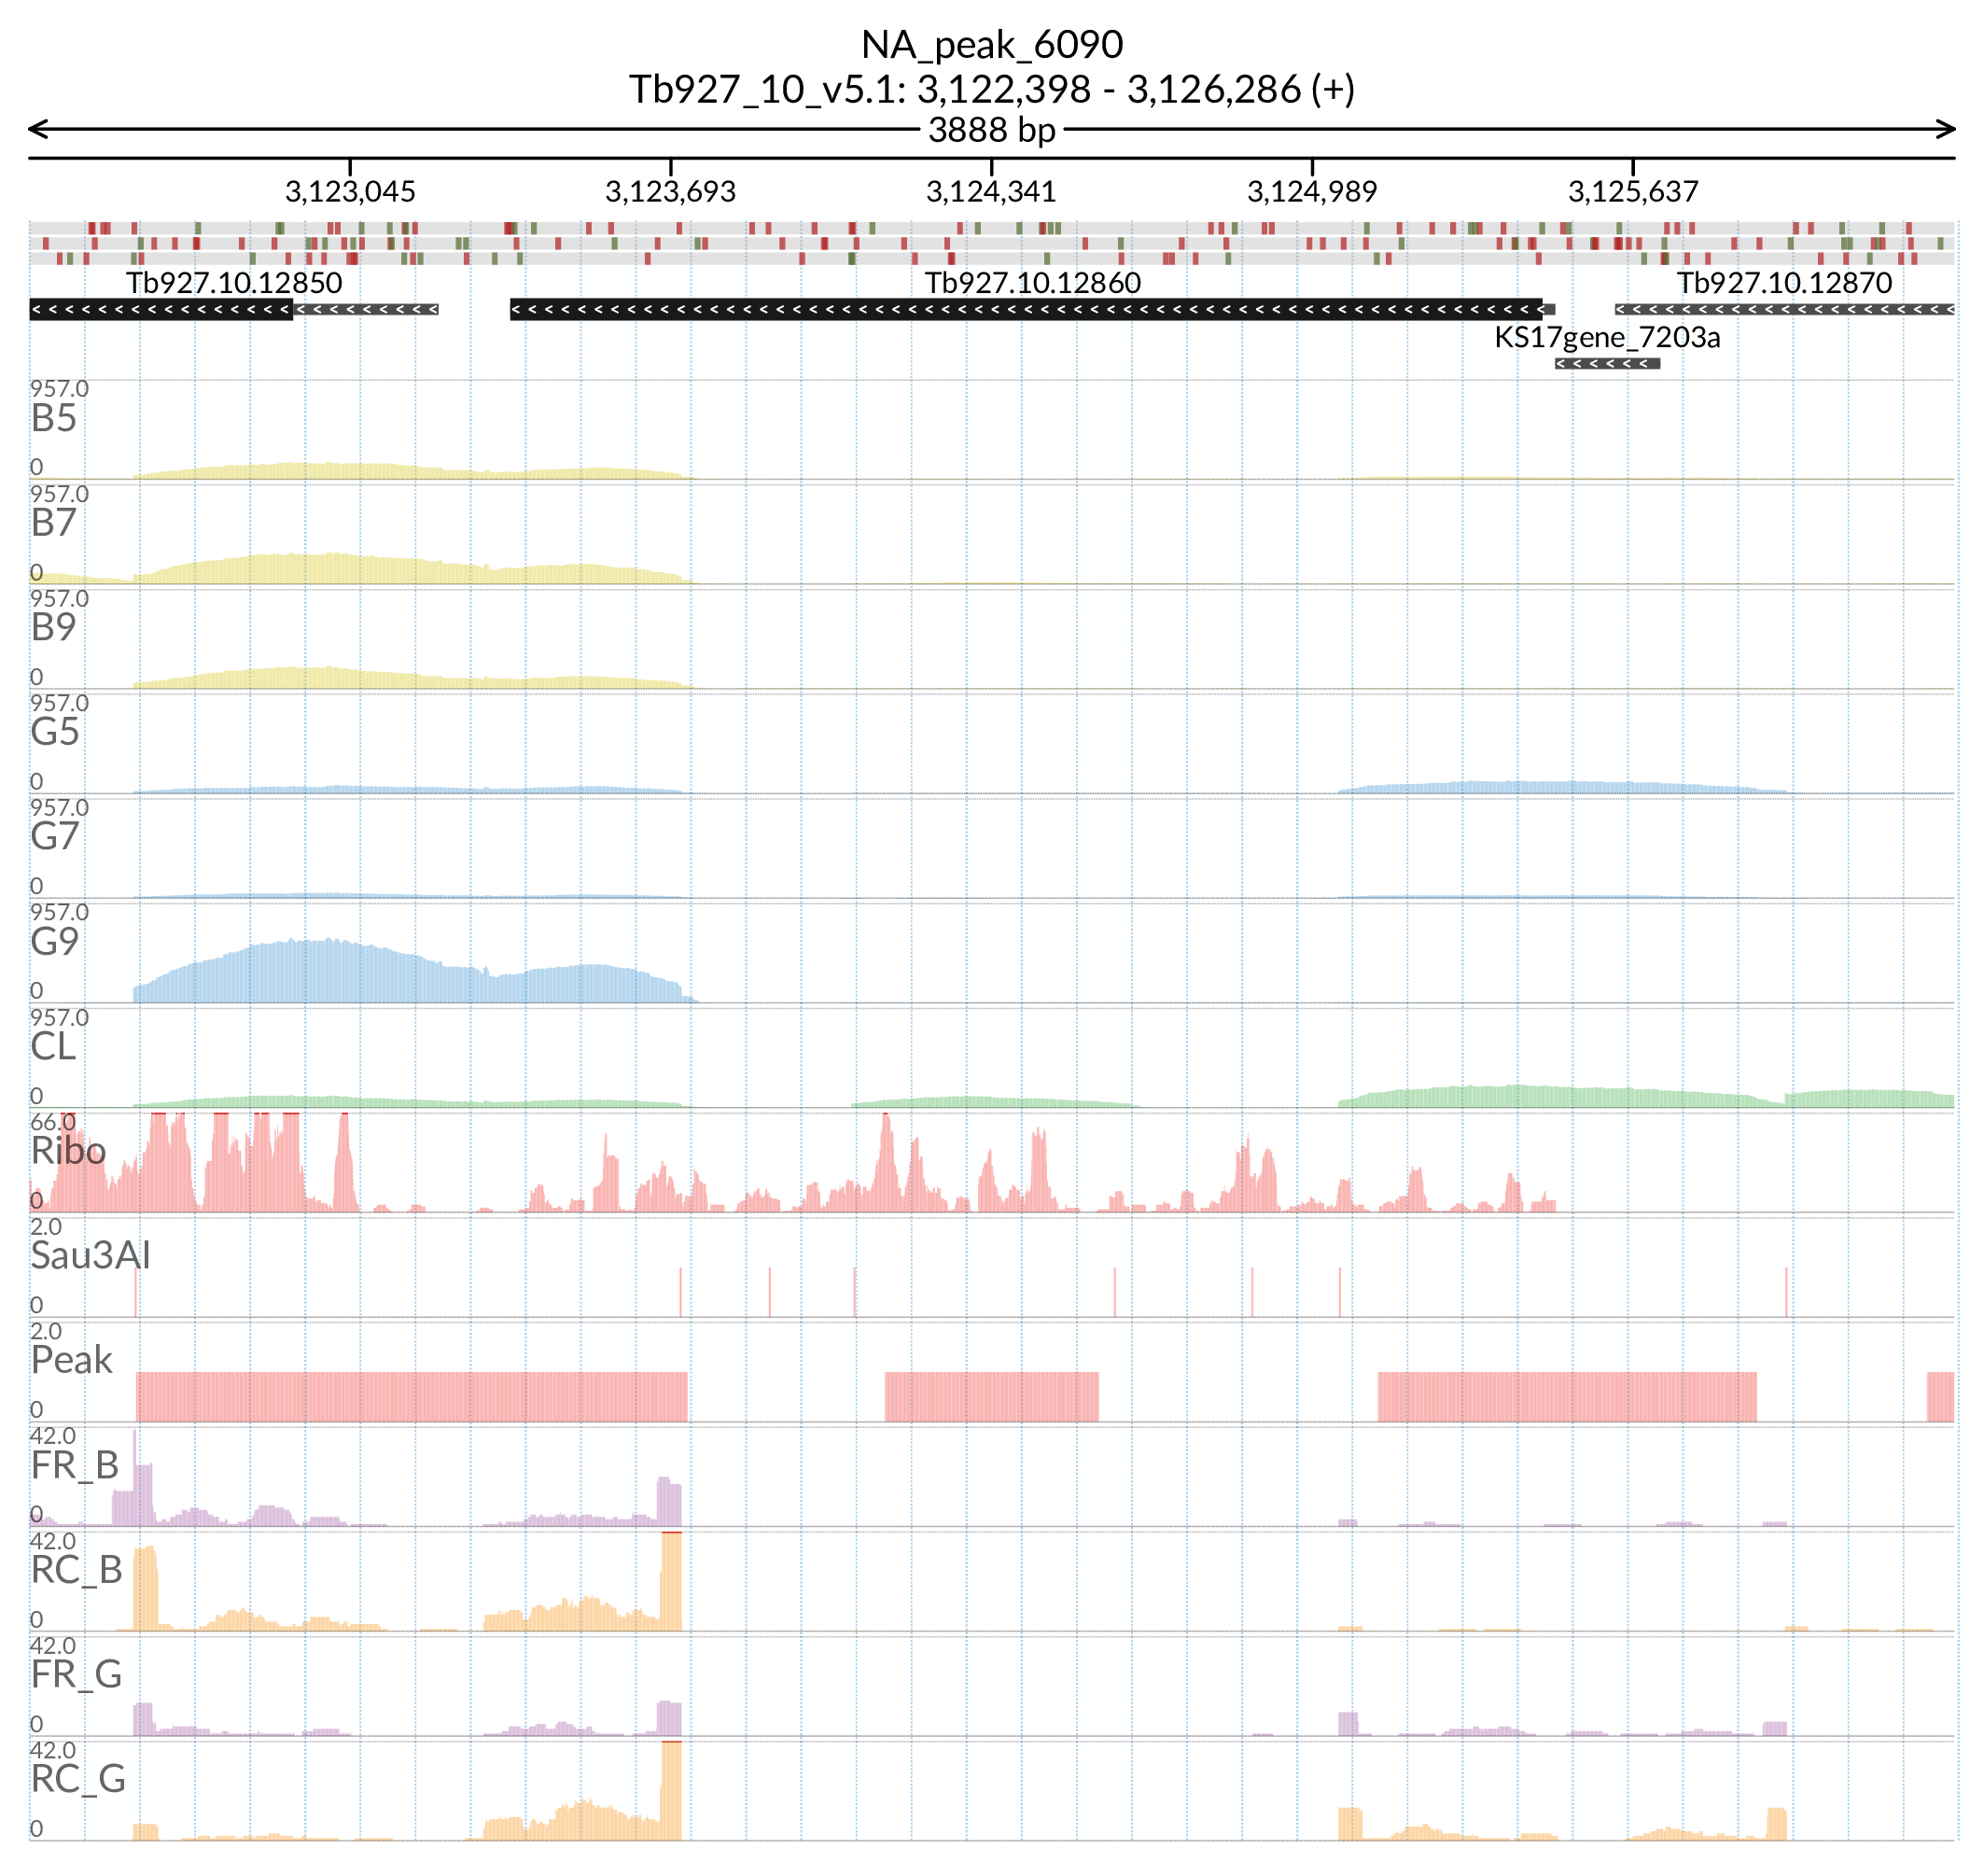 NA_peak_6090
Tb927_10_v5.1: 3,122,398 - 3,126,286 (+)
3888 bp
3,123,045 3,123,693 3,124,341 3,124,989 3,125,637
Tb927.10.12850 Tb927.10.12860 Tb927.10.12870
KS17gene_7203a
957.0
B5
0
957.0
B7
0
957.0
B9
0
957.0
G5
0
957.0
G7
0
957.0
G9
0
957.0
CL
0
66.0
Ribo
0
2.0
Sau3AI
0
2.0
Peak
0
42.0
FR_B
0
42.0
RC_B
0
42.0
FR_G
0
42.0
RC_G
0